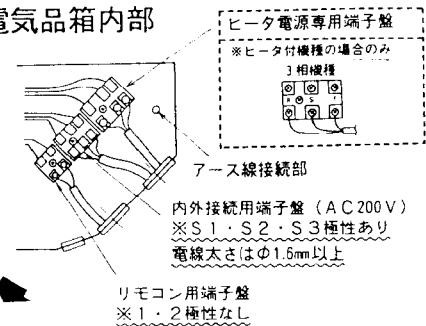 電気品箱内部
ヒータ電源専用端子盤
※ヒータ付機種の場合のみ
3相機種
R S T
アース線接続部
内外接続用端子盤（AC200V）
※S1・S2・S3極性あり
電線太さはΦ1.6mm以上
リモコン用端子盤
※1・2極性なし